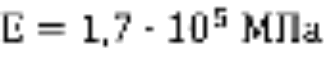 E = 1,7 · 10⁵ МПа